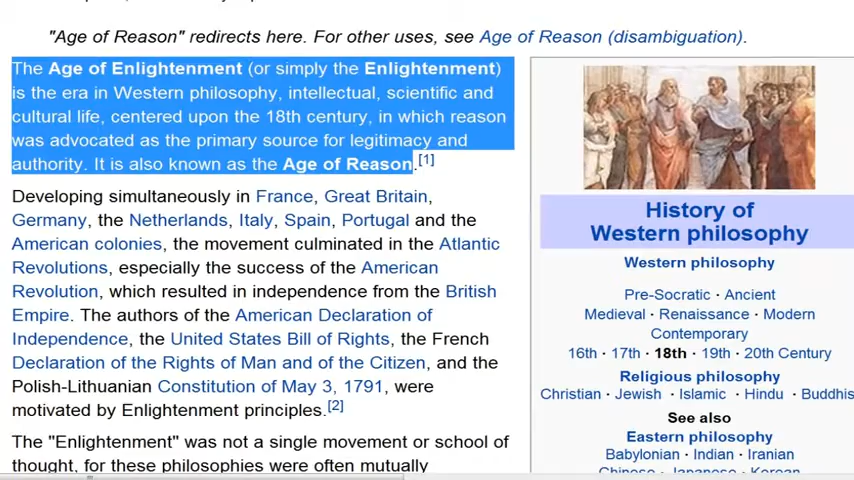 "Age of Reason" redirects here. For other uses, see Age of Reason (disambiguation).
The Age of Enlightenment (or simply the Enlightenment)
is the era in Western philosophy, intellectual, scientific and
cultural life, centered upon the 18th century, in which reason
was advocated as the primary source for legitimacy and
authority. It is also known as the Age of Reason.[1]
Developing simultaneously in France, Great Britain,
Germany, the Netherlands, Italy, Spain, Portugal and the
American colonies, the movement culminated in the Atlantic
Revolutions, especially the success of the American
Revolution, which resulted in independence from the British
Empire. The authors of the American Declaration of
Independence, the United States Bill of Rights, the French
Declaration of the Rights of Man and of the Citizen, and the
Polish-Lithuanian Constitution of May 3, 1791, were
motivated by Enlightenment principles.[2]
The "Enlightenment" was not a single movement or school of
thought, for these philosophies were often mutually
History of
Western philosophy
Western philosophy
Pre-Socratic · Ancient
Medieval · Renaissance · Modern
Contemporary
16th · 17th · 18th · 19th · 20th Century
Religious philosophy
Christian · Jewish · Islamic · Hindu · Buddhis
See also
Eastern philosophy
Babylonian · Indian · Iranian
Chinese · Japanese · Korean